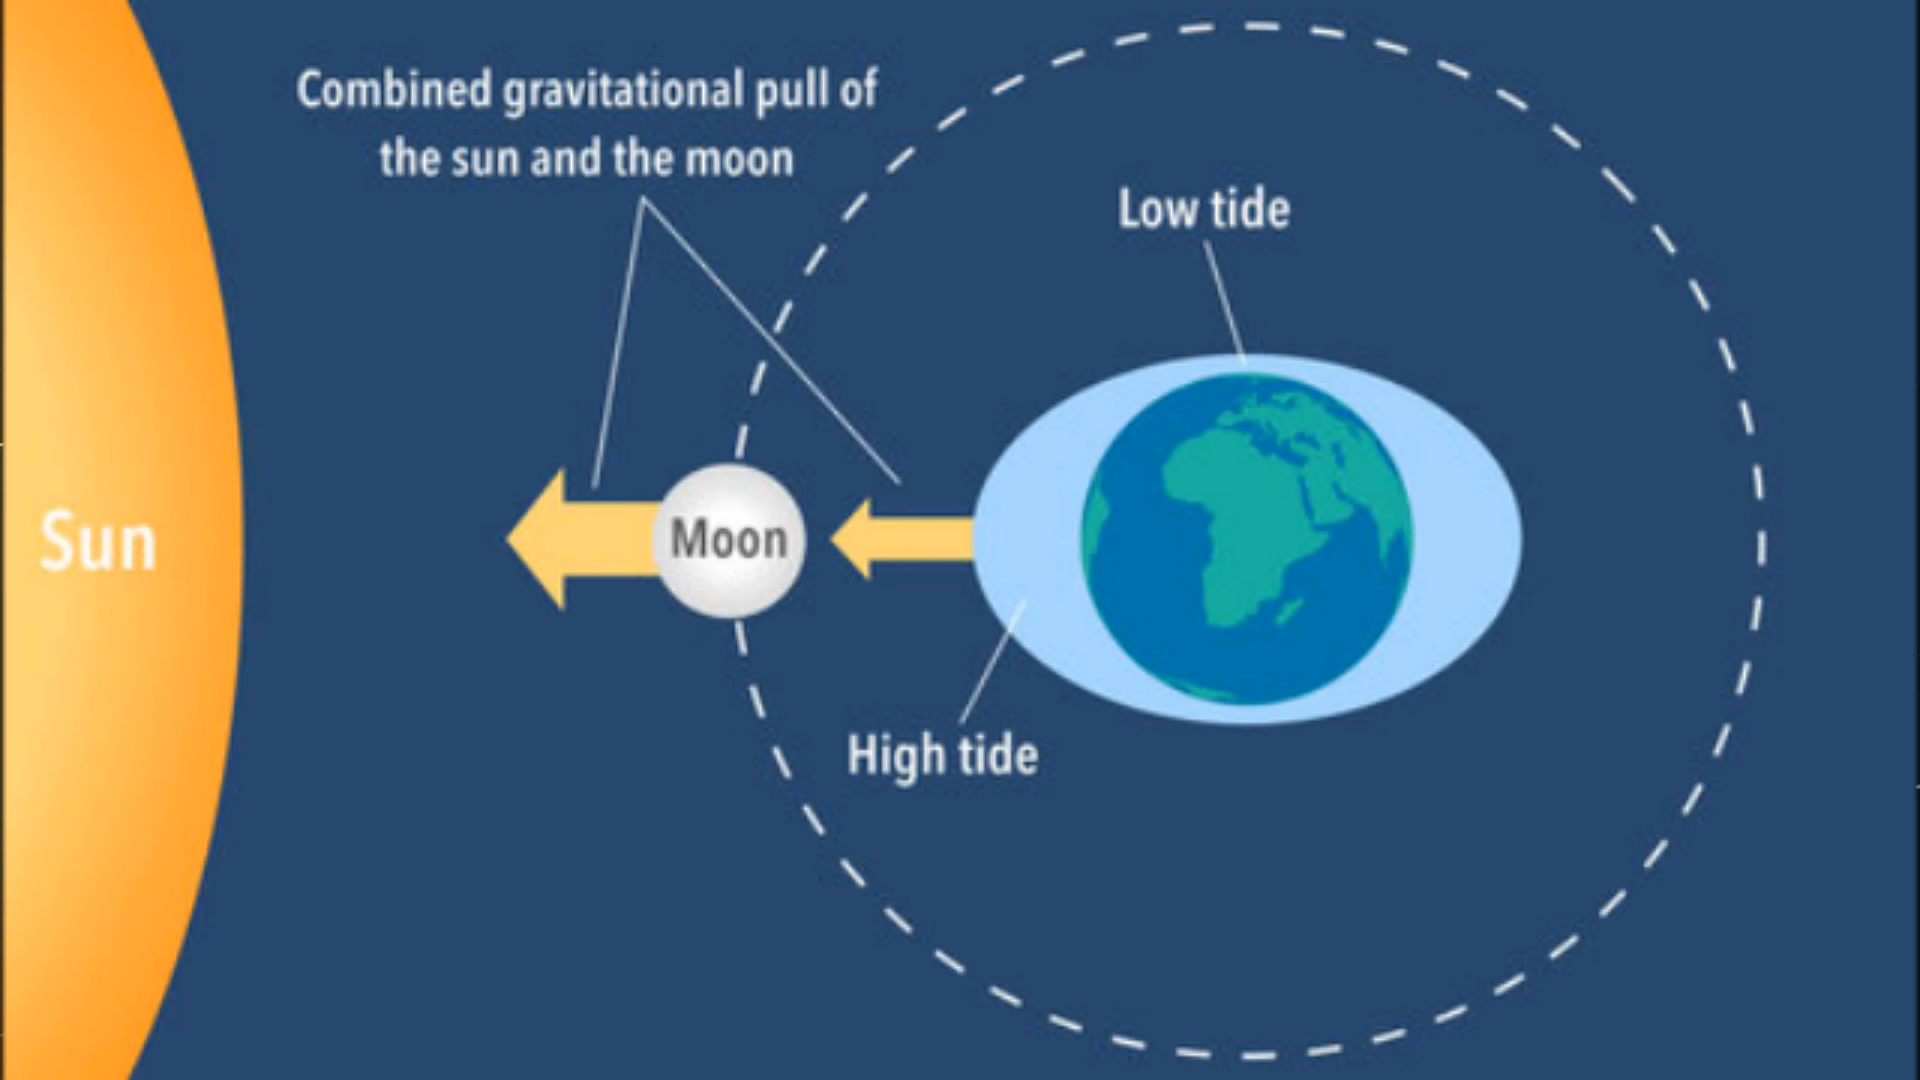 Combined gravitational pull of
the sun and the moon
Low tide
Sun
Moon
High tide